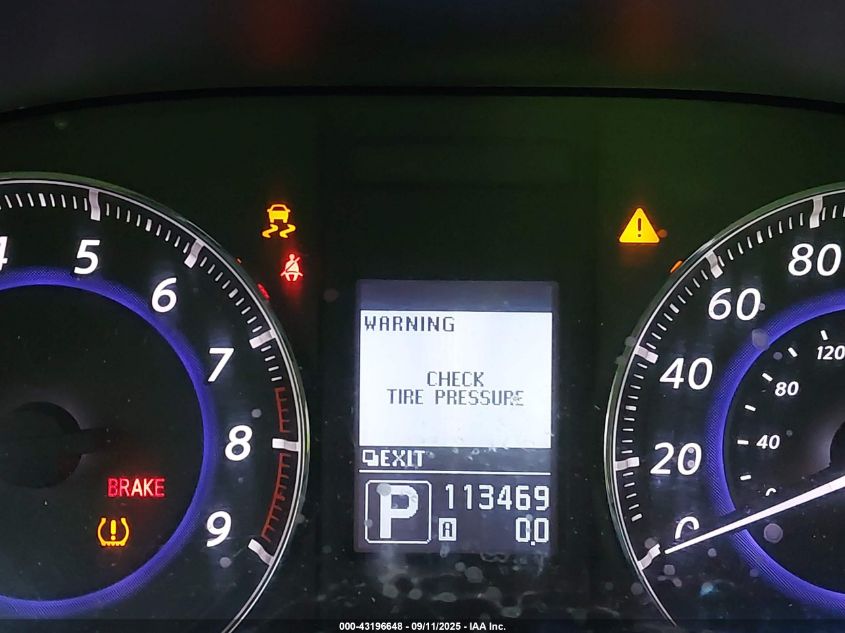 4
5
6
7
8
9
BRAKE
WARNING
CHECK
TIRE PRESSURE
EXIT
P
113469
A
0.0
80
60
40
20
0
120
80
40
0
000-43196648 - 09/11/2025 - IAA Inc.